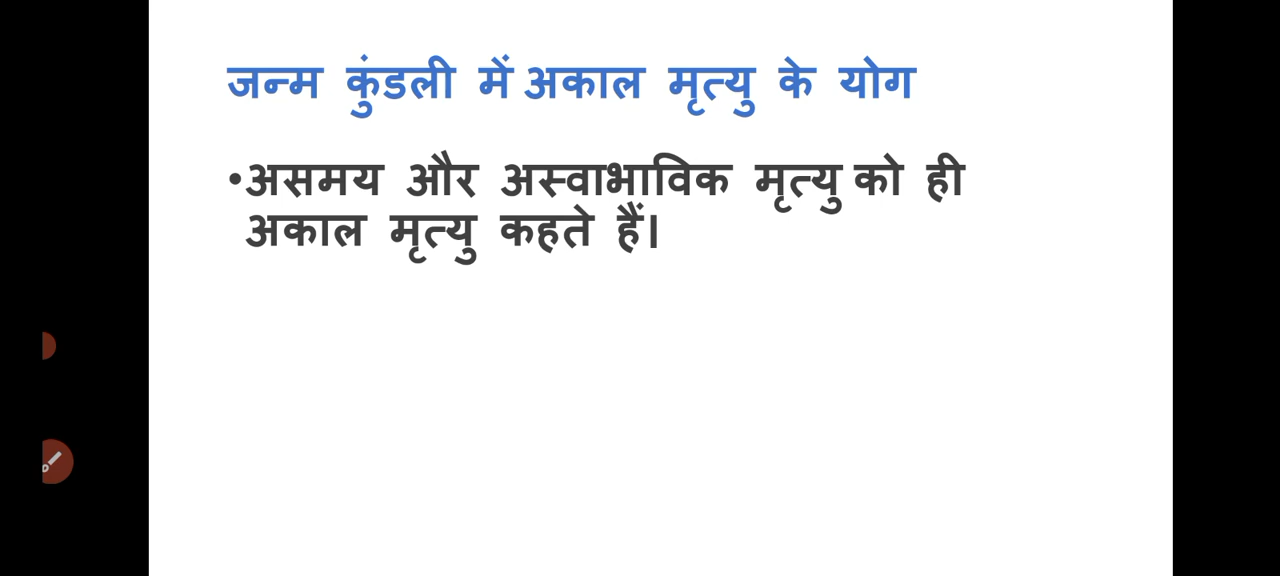 जन्म कुंडली में अकाल मृत्यु के योग
•असमय और अस्वाभाविक मृत्यु को ही
अकाल मृत्यु कहते हैं।